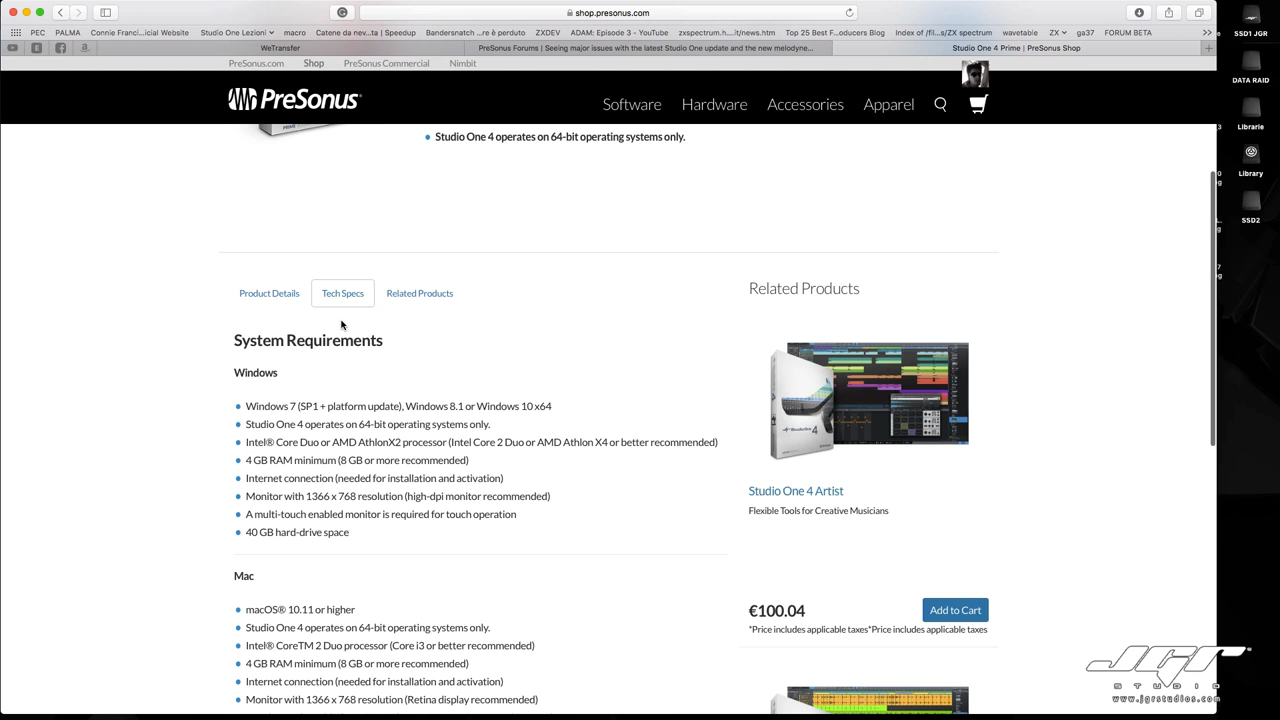 shop.presonus.com
PEC PALMA Connie Franci...icial Website Studio One Lezioni macro Catene da nev...ta | Speedup Bandersnatch ...re è perduto ZXDEV ADAM: Episode 3 - YouTube zxspectrum.h....it/news.htm Top 25 Best F...oducers Blog Index of /fil...s/ZX spectrum wavetable ZX ga37 FORUM BETA
WeTransfer
PreSonus Forums | Seeing major issues with the latest Studio One update and the new melodyne...
Studio One 4 Prime | PreSonus Shop
PreSonus.com Shop PreSonus Commercial Nimbit
PreSonus
Software Hardware Accessories Apparel
Studio One 4 operates on 64-bit operating systems only.
Product Details Tech Specs Related Products
System Requirements
Windows
Windows 7 (SP1 + platform update), Windows 8.1 or Windows 10 x64
Studio One 4 operates on 64-bit operating systems only.
Intel® Core Duo or AMD AthlonX2 processor (Intel Core 2 Duo or AMD Athlon X4 or better recommended)
4 GB RAM minimum (8 GB or more recommended)
Internet connection (needed for installation and activation)
Monitor with 1366 x 768 resolution (high-dpi monitor recommended)
A multi-touch enabled monitor is required for touch operation
40 GB hard-drive space
Mac
macOS® 10.11 or higher
Studio One 4 operates on 64-bit operating systems only.
Intel® CoreTM 2 Duo processor (Core i3 or better recommended)
4 GB RAM minimum (8 GB or more recommended)
Internet connection (needed for installation and activation)
Monitor with 1366 x 768 resolution (Retina display recommended)
Related Products
Studio One 4 Artist
Flexible Tools for Creative Musicians
€100.04
Add to Cart
*Price includes applicable taxes*Price includes applicable taxes
SSD1 JGR
DATA RAID
Librarie
Library
SSD2
JGR
STUDIO
www.jgrstudios.com